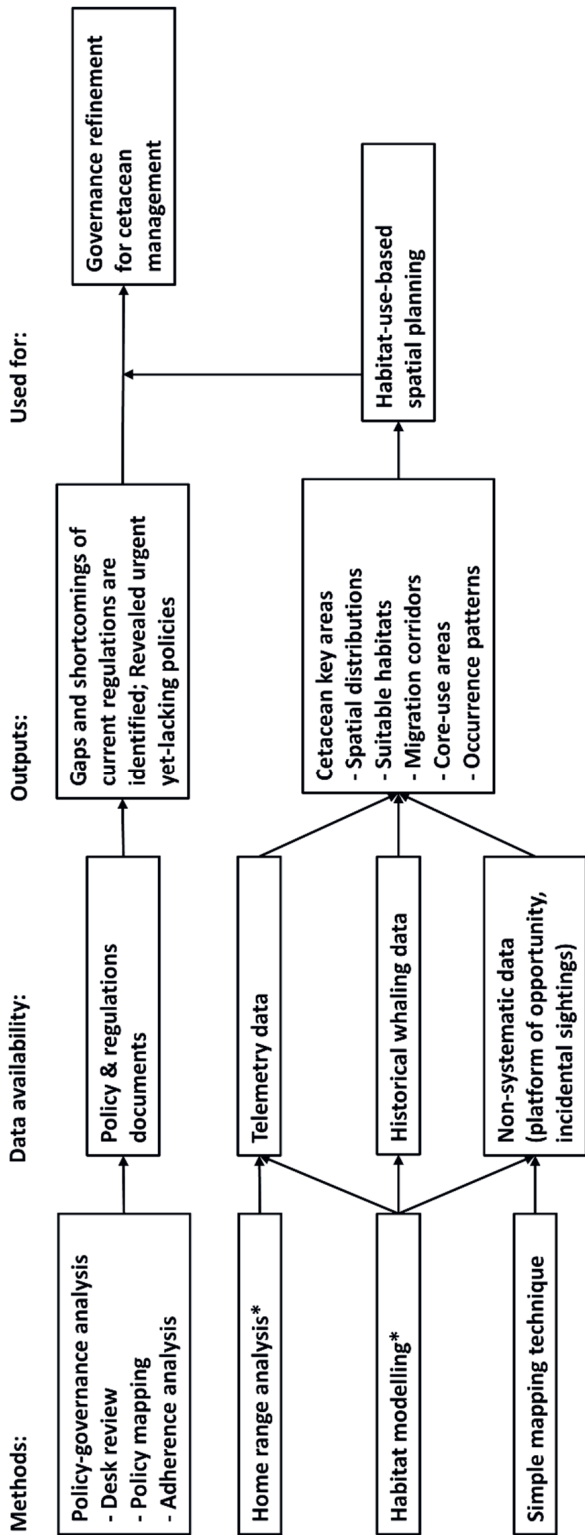 Methods:
Policy-governance analysis
- Desk review
- Policy mapping
- Adherence analysis
Home range analysis*
Habitat modelling*
Simple mapping technique
Data availability:
Policy & regulations
documents
Telemetry data
Historical whaling data
Non-systematic data
(platform of opportunity,
incidental sightings)
Outputs:
Gaps and shortcomings of
current regulations are
identified; Revealed urgent
yet-lacking policies
Cetacean key areas
- Spatial distributions
- Suitable habitats
- Migration corridors
- Core-use areas
- Occurrence patterns
Used for:
Governance refinement
for cetacean
management
Habitat-use-based
spatial planning